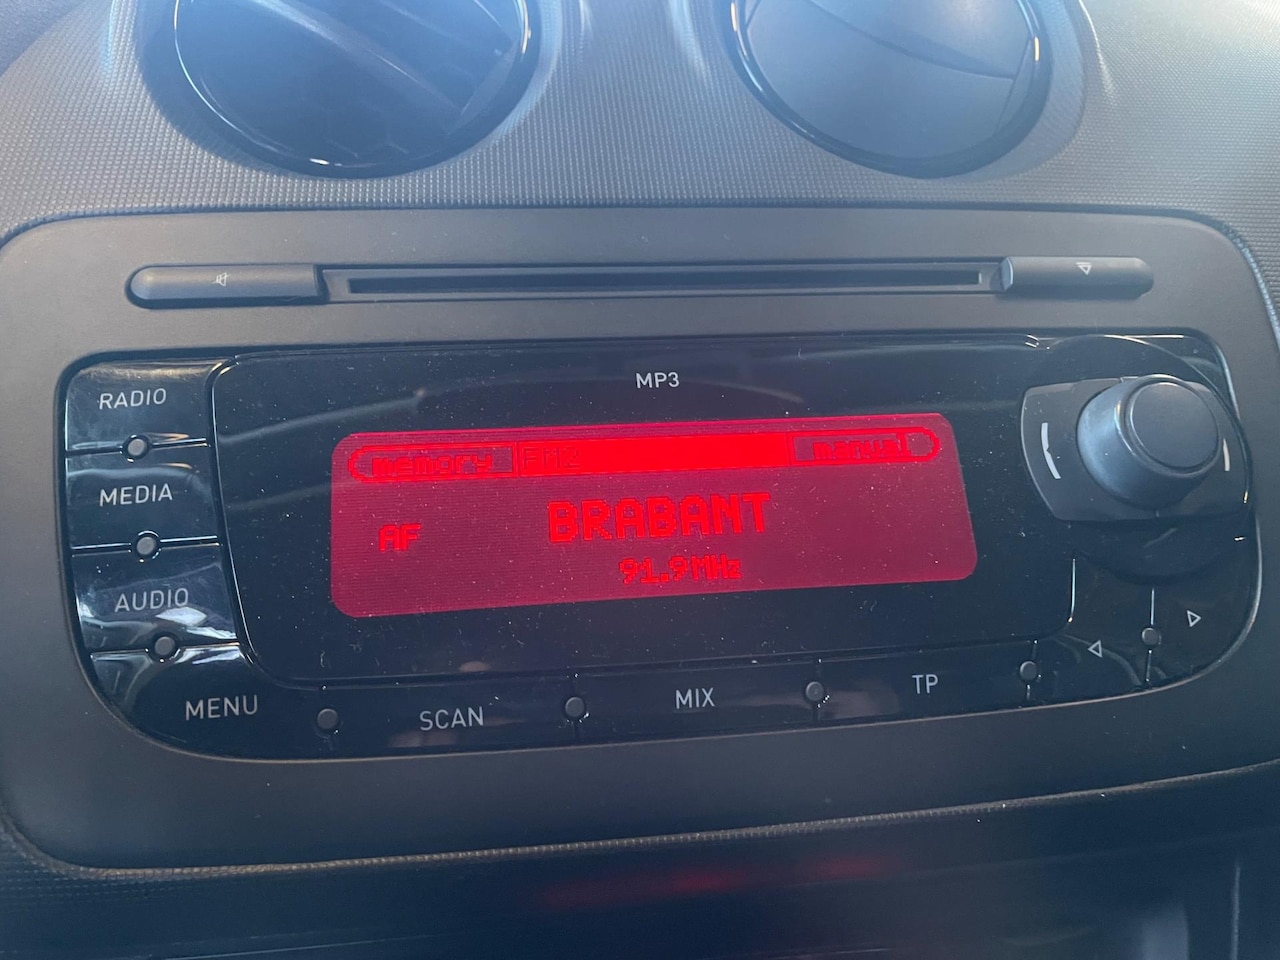 MP3
RADIO
MEDIA
AUDIO
MENU
memory FM2 manual
AF
BRABANT
91.9MHz
SCAN
MIX
TP